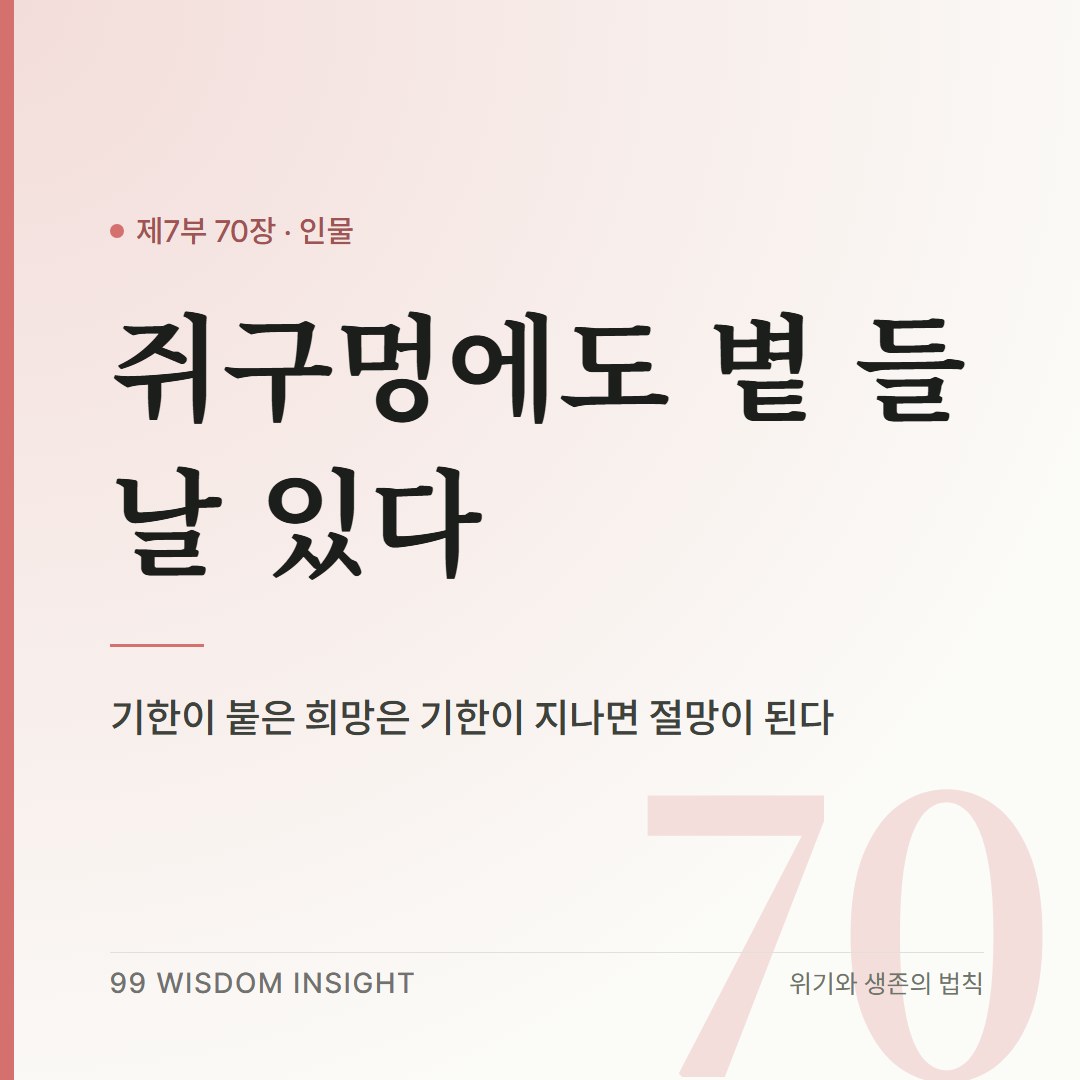 제7부 70장 · 인물
쥐구멍에도 볕 들
날 있다
기한이 붙은 희망은 기한이 지나면 절망이 된다
70
99 WISDOM INSIGHT
위기와 생존의 법칙